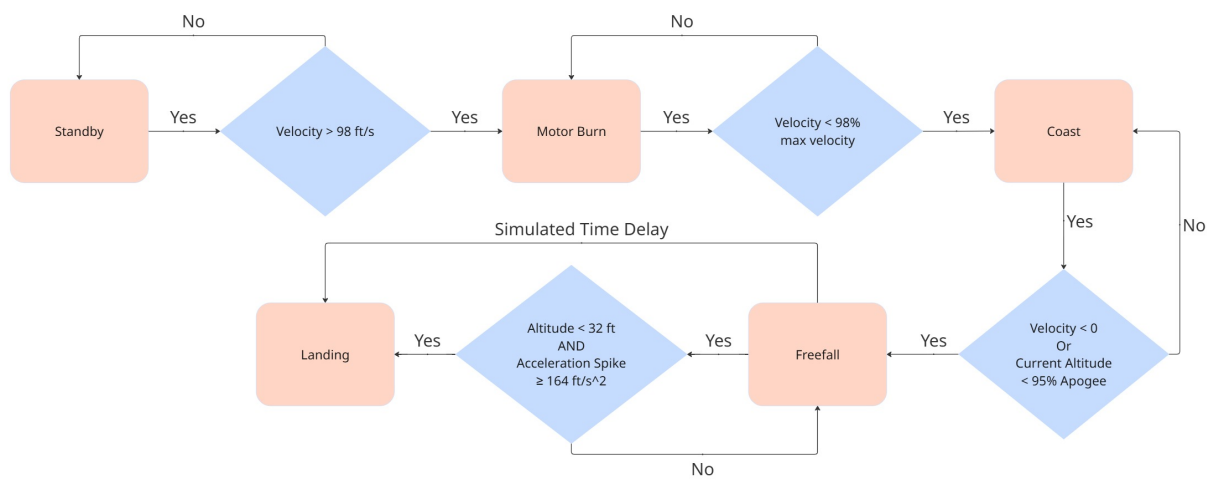 No
No
Standby
Yes
Velocity > 98 ft/s
Yes
Motor Burn
Yes
Velocity < 98%
max velocity
Yes
Coast
Yes
No
Simulated Time Delay
Landing
Yes
Altitude < 32 ft
AND
Acceleration Spike
≥ 164 ft/s^2
Yes
Freefall
Yes
Velocity < 0
Or
Current Altitude
< 95% Apogee
No